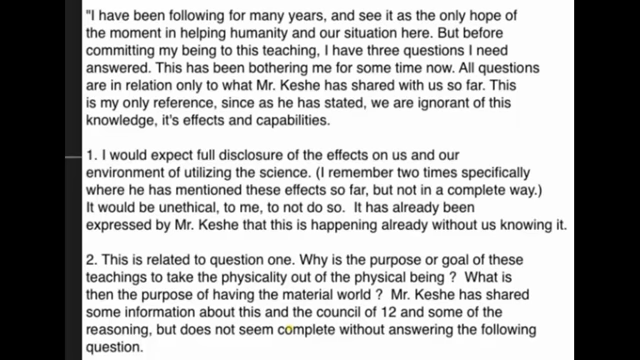 "I have been following for many years, and see it as the only hope of
the moment in helping humanity and our situation here. But before
committing my being to this teaching, I have three questions I need
answered. This has been bothering me for some time now. All questions
are in relation only to what Mr. Keshe has shared with us so far. This
is my only reference, since as he has stated, we are ignorant of this
knowledge, it's effects and capabilities.
1. I would expect full disclosure of the effects on us and our
environment of utilizing the science. (I remember two times specifically
where he has mentioned these effects so far, but not in a complete way.)
It would be unethical, to me, to not do so. It has already been
expressed by Mr. Keshe that this is happening already without us knowing it.
2. This is related to question one. Why is the purpose or goal of these
teachings to take the physicality out of the physical being ? What is
then the purpose of having the material world ? Mr. Keshe has shared
some information about this and the council of 12 and some of the
reasoning, but does not seem complete without answering the following
question.